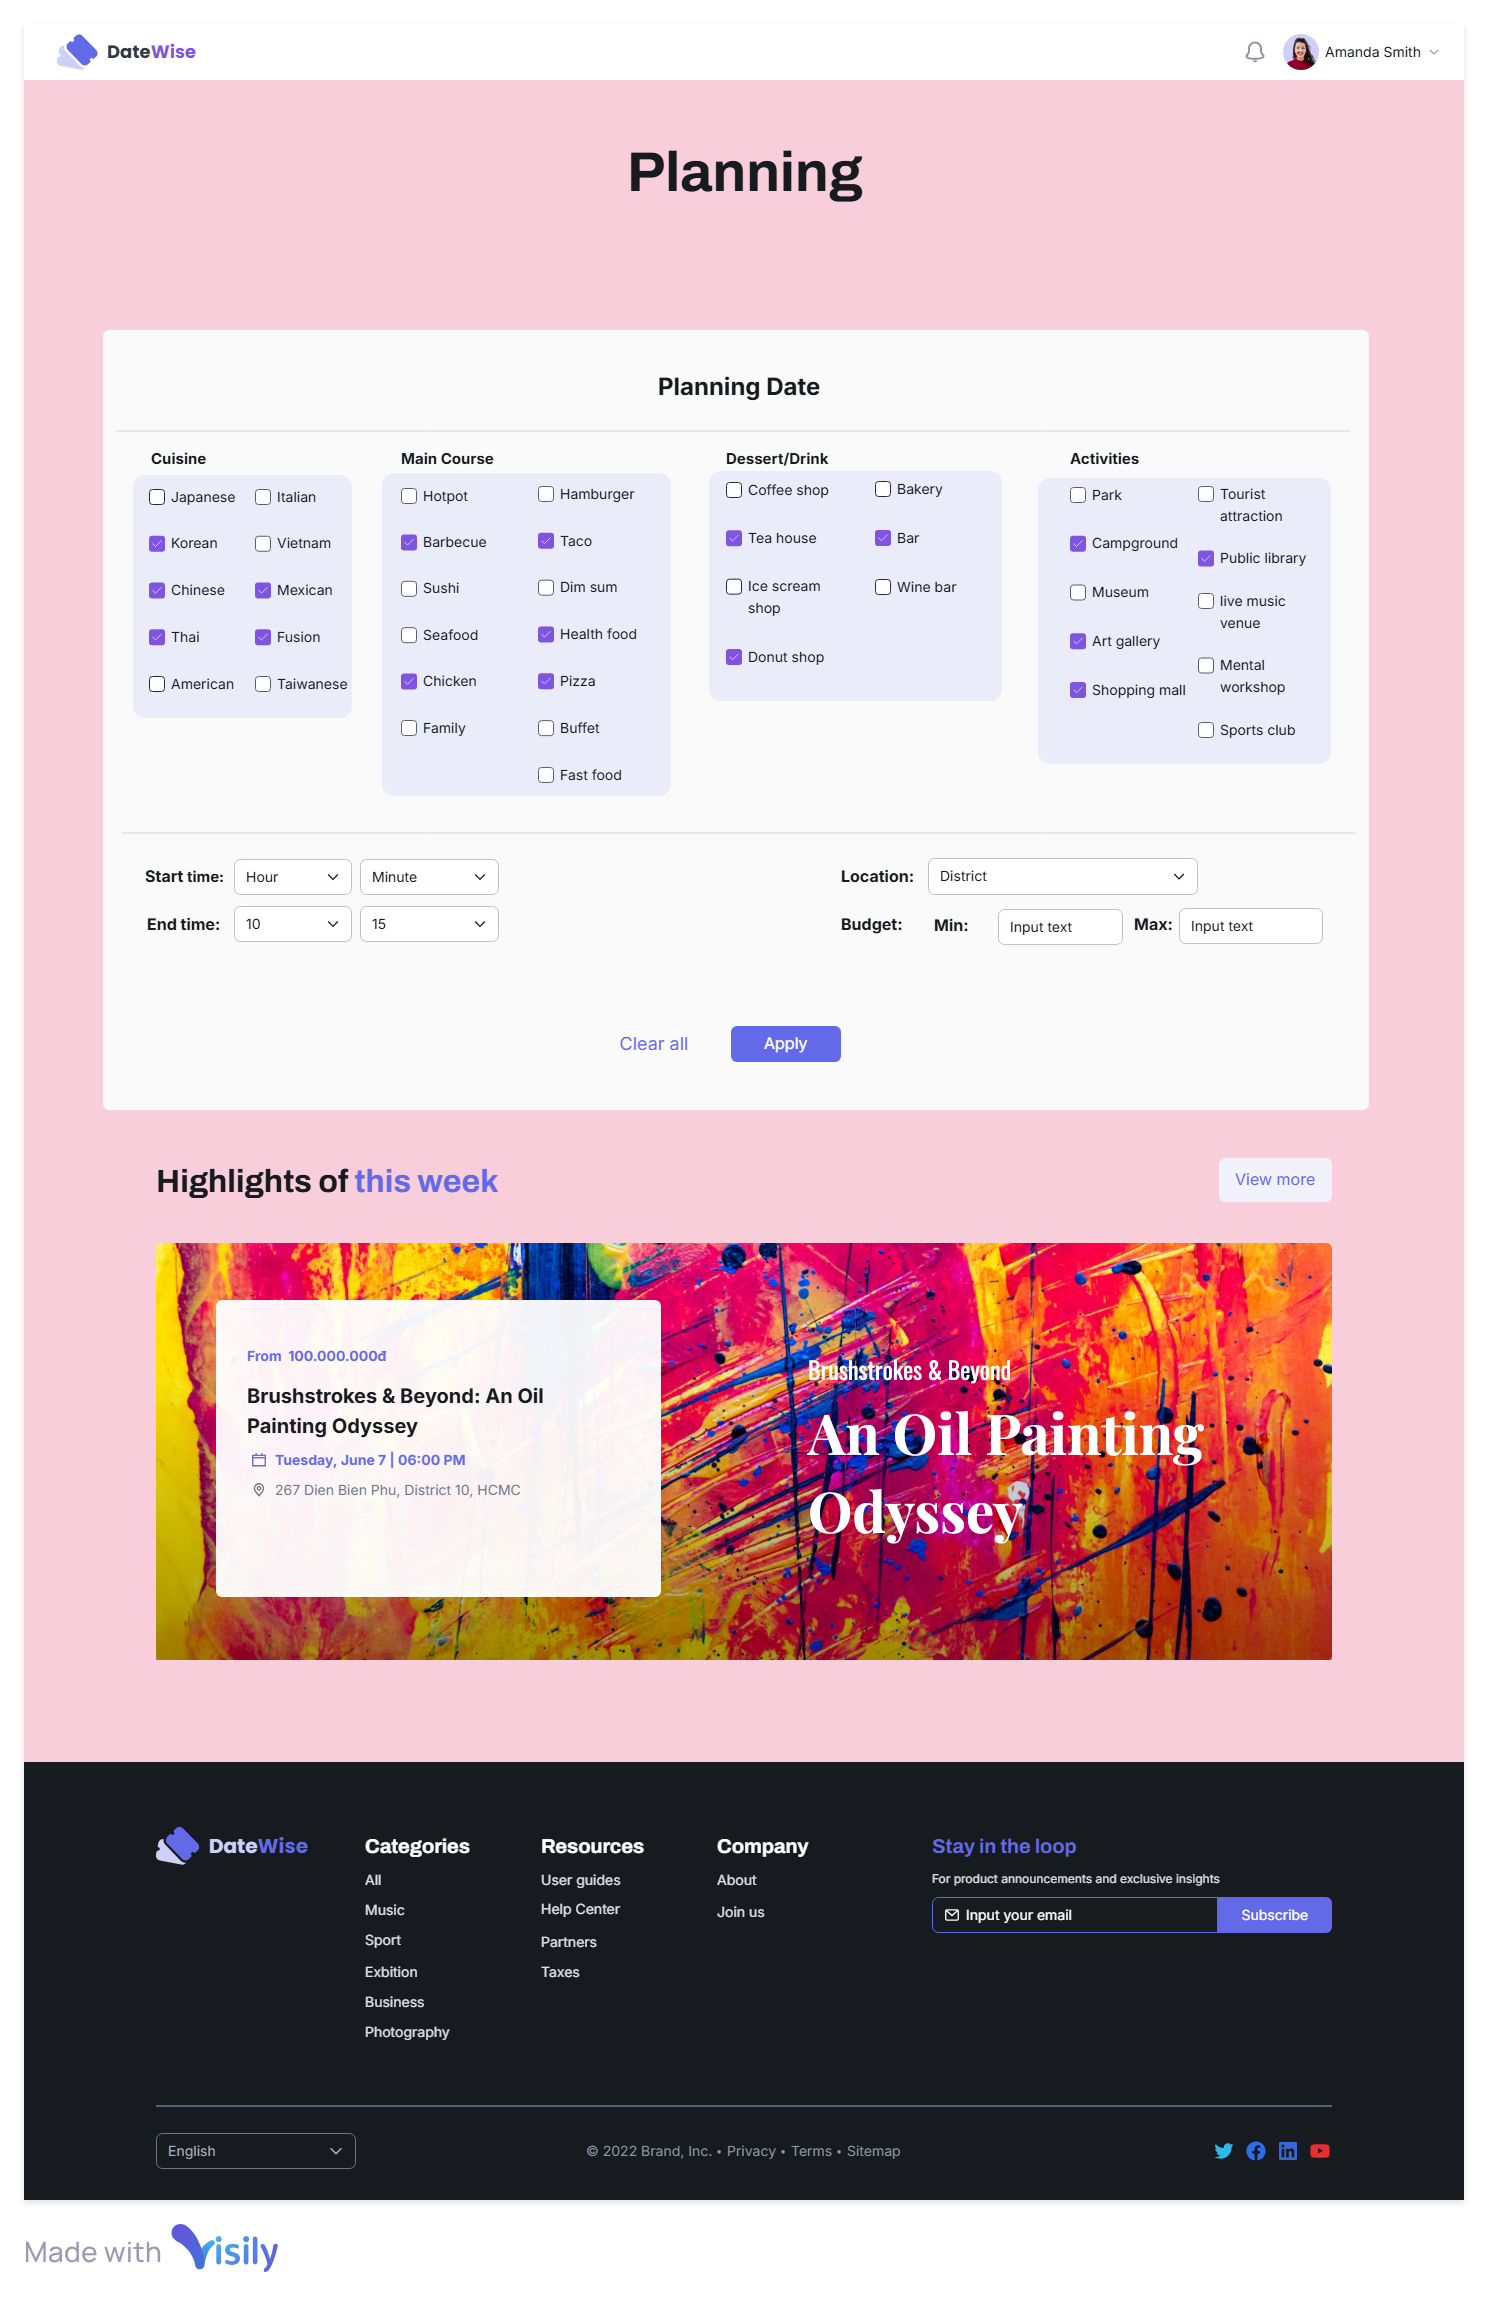 DateWise
Amanda Smith
Planning
Planning Date
Cuisine
Japanese Italian
Korean Vietnam
Chinese Mexican
Thai Fusion
American Taiwanese
Main Course
Hotpot Hamburger
Barbecue Taco
Sushi Dim sum
Seafood Health food
Chicken Pizza
Family Buffet
Fast food
Dessert/Drink
Coffee shop Bakery
Tea house Bar
Ice scream Wine bar
shop
Donut shop
Activities
Park
Campground
Museum
Art gallery
Shopping mall
Tourist
attraction
Public library
live music
venue
Mental
workshop
Sports club
Start time: Hour Minute
End time: 10 15
Location: District
Budget: Min: Input text Max: Input text
Clear all Apply
Highlights of this week
View more
From 100.000.000đ
Brushstrokes & Beyond: An Oil
Painting Odyssey
Tuesday, June 7 | 06:00 PM
267 Dien Bien Phu, District 10, HCMC
Brushstrokes & Beyond
An Oil Painting
Odyssey
DateWise
Categories
All
Music
Sport
Exbition
Business
Photography
Resources
User guides
Help Center
Partners
Taxes
Company
About
Join us
Stay in the loop
For product announcements and exclusive insights
Input your email Subscribe
English
© 2022 Brand, Inc. • Privacy • Terms • Sitemap
Made with Visily